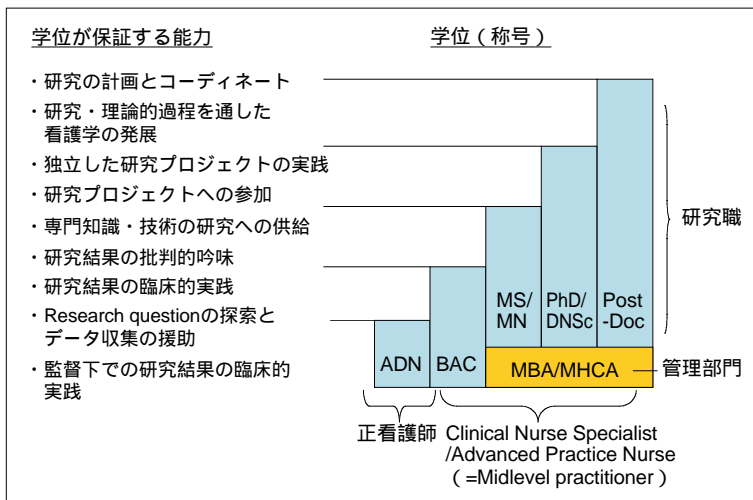 学位が保証する能力
・研究の計画とコーディネート
・研究・理論的過程を通した
看護学の発展
・独立した研究プロジェクトの実践
・研究プロジェクトへの参加
・専門知識・技術の研究への供給
・研究結果の批判的吟味
・研究結果の臨床的実践
・Research questionの探索と
データ収集の援助
・監督下での研究結果の臨床的
実践
学位（称号）
ADN
BAC
MS/
MN
PhD/
DNSc
Post
-Doc
MBA/MHCA
研究職
管理部門
正看護師
Clinical Nurse Specialist
/Advanced Practice Nurse
（=Midlevel practitioner）